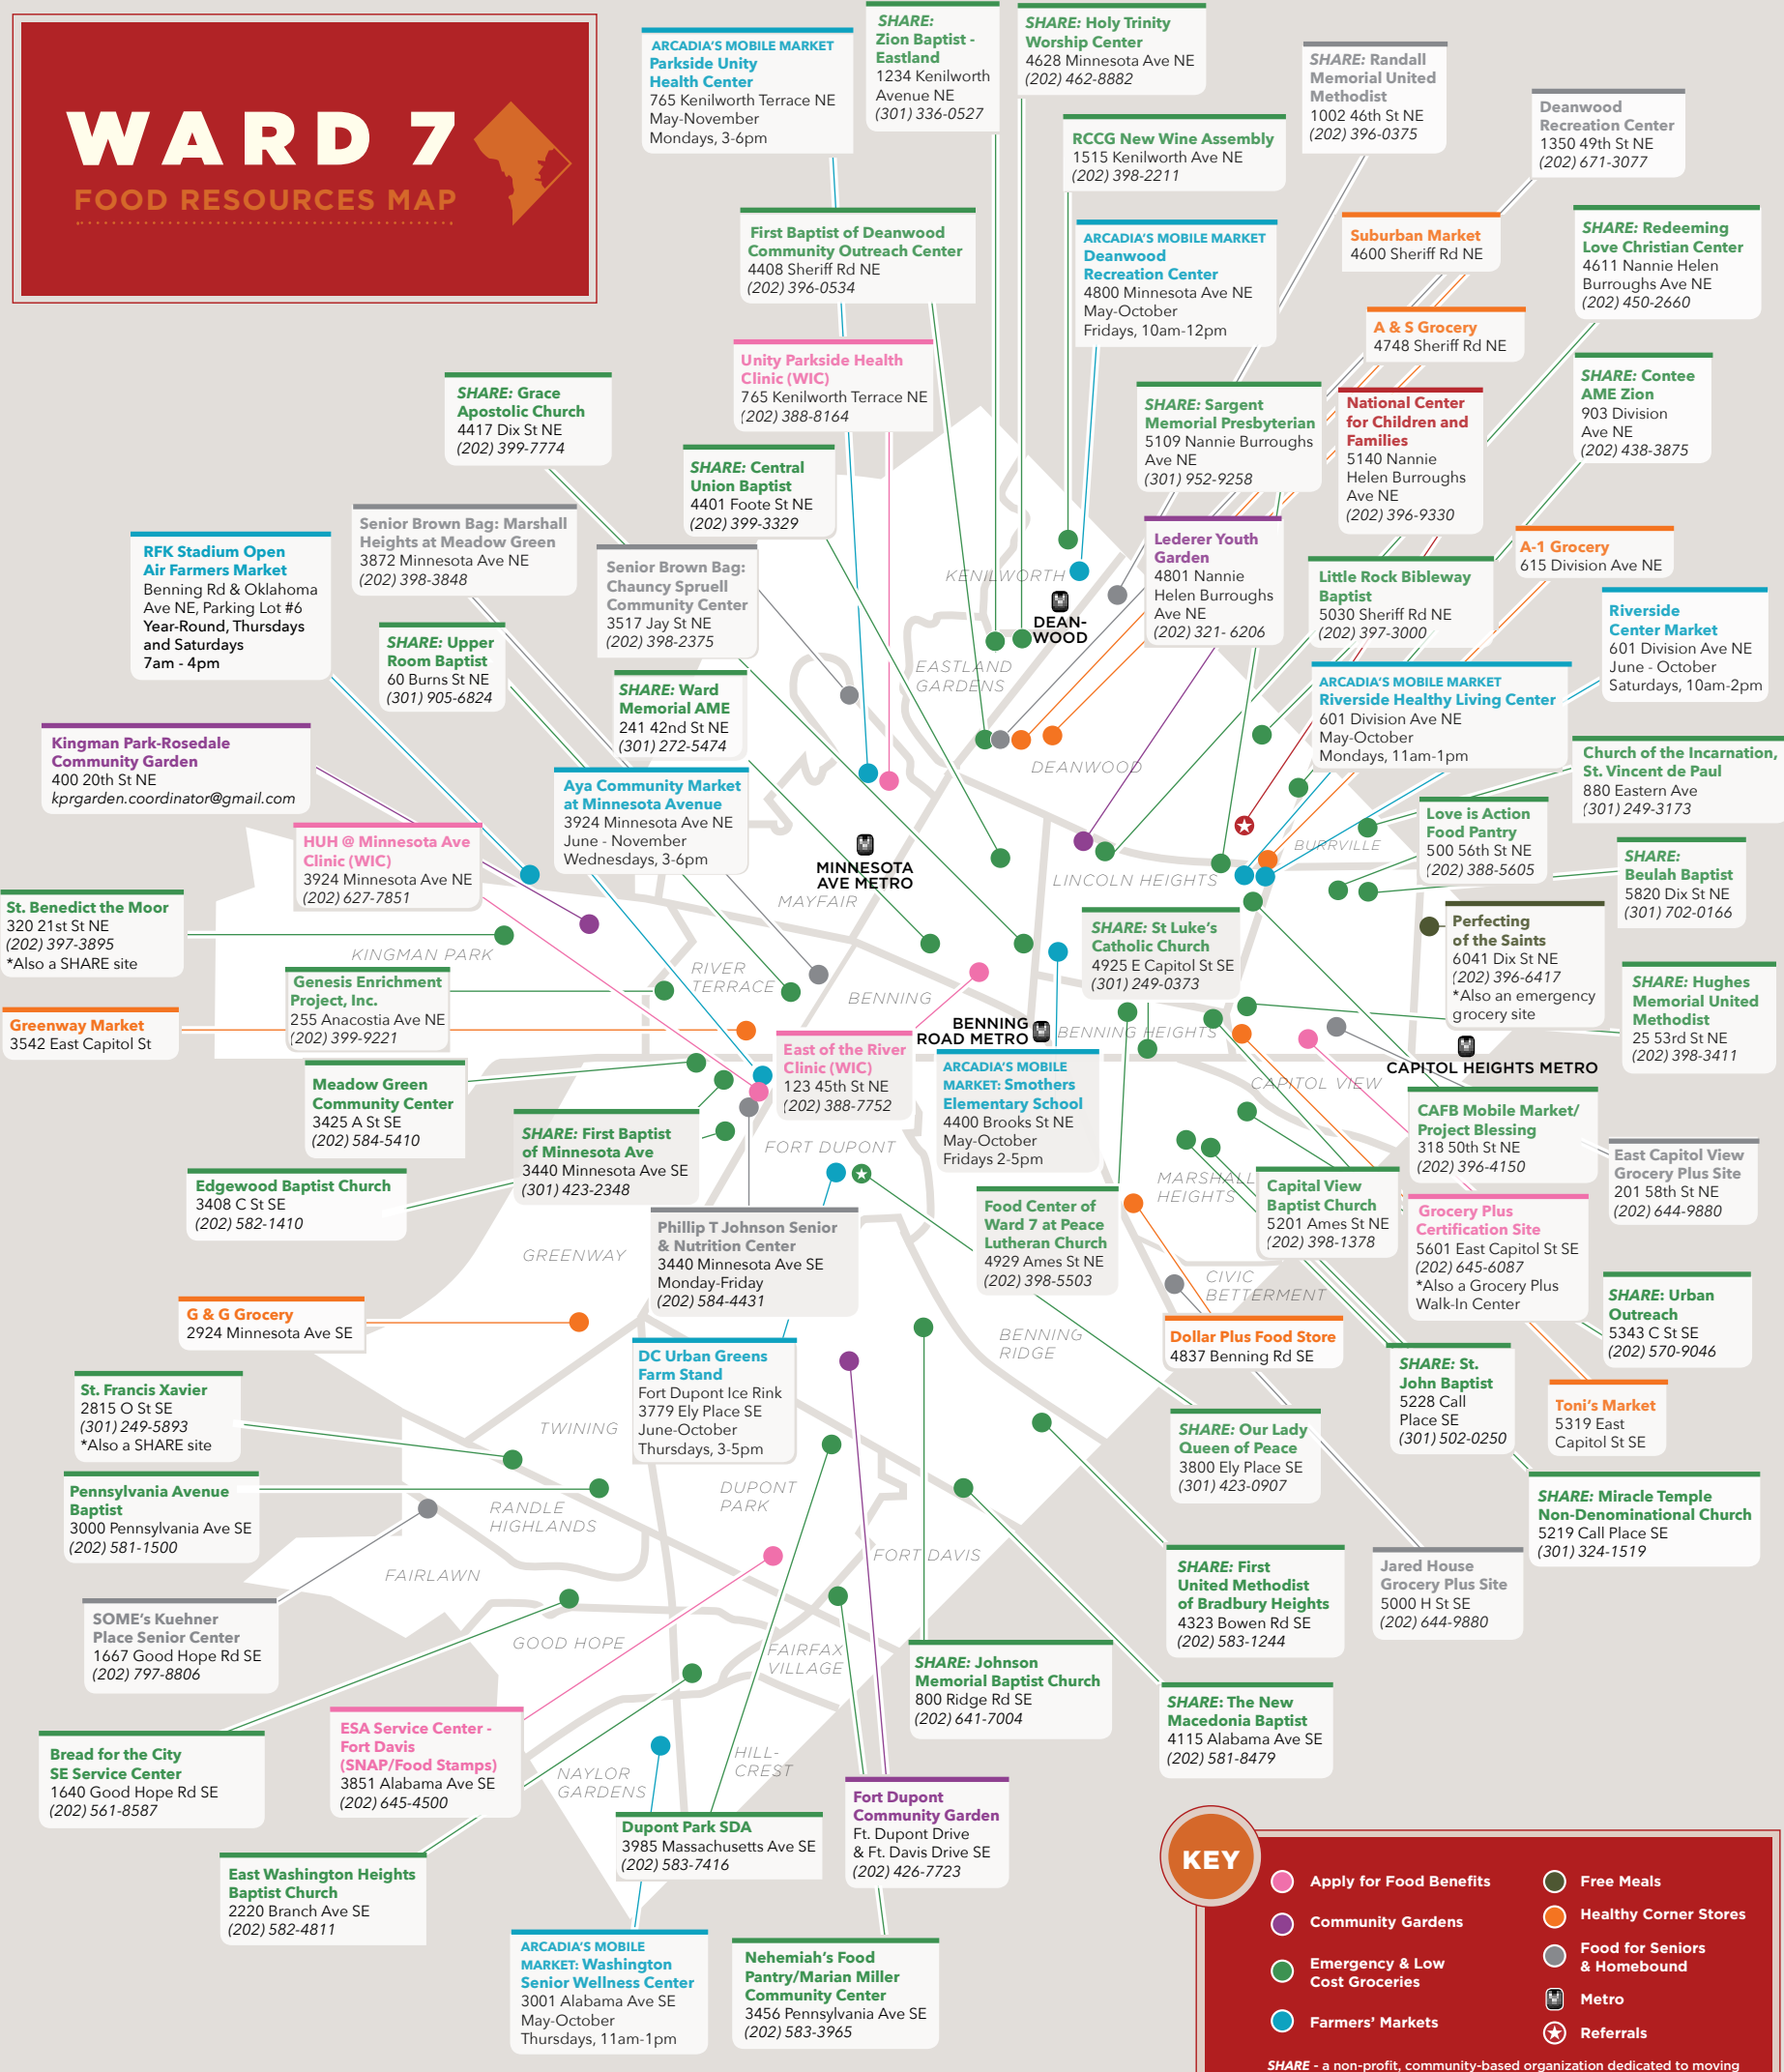 WARD 7
FOOD RESOURCES MAP
ARCADIA'S MOBILE MARKET
Parkside Unity
Health Center
765 Kenilworth Terrace NE
May-November
Mondays, 3-6pm
SHARE:
Zion Baptist -
Eastland
1234 Kenilworth
Avenue NE
(301) 336-0527
SHARE: Holy Trinity
Worship Center
4628 Minnesota Ave NE
(202) 462-8882
SHARE: Randall
Memorial United
Methodist
1002 46th St NE
(202) 396-0375
Deanwood
Recreation Center
1350 49th St NE
(202) 671-3077
RCCG New Wine Assembly
1515 Kenilworth Ave NE
(202) 398-2211
First Baptist of Deanwood
Community Outreach Center
4408 Sheriff Rd NE
(202) 396-0534
ARCADIA'S MOBILE MARKET
Deanwood
Recreation Center
4800 Minnesota Ave NE
May-October
Fridays, 10am-12pm
Suburban Market
4600 Sheriff Rd NE
SHARE: Redeeming
Love Christian Center
4611 Nannie Helen
Burroughs Ave NE
(202) 450-2660
A & S Grocery
4748 Sheriff Rd NE
Unity Parkside Health
Clinic (WIC)
765 Kenilworth Terrace NE
(202) 388-8164
SHARE: Contee
AME Zion
903 Division
Ave NE
(202) 438-3875
SHARE: Grace
Apostolic Church
4417 Dix St NE
(202) 399-7774
SHARE: Sargent
Memorial Presbyterian
5109 Nannie Burroughs
Ave NE
(301) 952-9258
National Center
for Children and
Families
5140 Nannie
Helen Burroughs
Ave NE
(202) 396-9330
SHARE: Central
Union Baptist
4401 Foote St NE
(202) 399-3329
Senior Brown Bag: Marshall
Heights at Meadow Green
3872 Minnesota Ave NE
(202) 398-3848
RFK Stadium Open
Air Farmers Market
Benning Rd & Oklahoma
Ave NE, Parking Lot #6
Year-Round, Thursdays
and Saturdays
7am - 4pm
Senior Brown Bag:
Chauncy Spruell
Community Center
3517 Jay St NE
(202) 398-2375
Lederer Youth
Garden
4801 Nannie
Helen Burroughs
Ave NE
(202) 321- 6206
A-1 Grocery
615 Division Ave NE
Little Rock Bibleway
Baptist
5030 Sheriff Rd NE
(202) 397-3000
Riverside
Center Market
601 Division Ave NE
June - October
Saturdays, 10am-2pm
KENILWORTH
DEAN-
WOOD
SHARE: Upper
Room Baptist
60 Burns St NE
(301) 905-6824
EASTLAND
GARDENS
SHARE: Ward
Memorial AME
241 42nd St NE
(301) 272-5474
ARCADIA'S MOBILE MARKET
Riverside Healthy Living Center
601 Division Ave NE
May-October
Mondays, 11am-1pm
Kingman Park-Rosedale
Community Garden
400 20th St NE
kprgarden.coordinator@gmail.com
Church of the Incarnation,
St. Vincent de Paul
880 Eastern Ave
(301) 249-3173
DEANWOOD
Aya Community Market
at Minnesota Avenue
3924 Minnesota Ave NE
June - November
Wednesdays, 3-6pm
Love is Action
Food Pantry
500 56th St NE
(202) 388-5605
HUH @ Minnesota Ave
Clinic (WIC)
3924 Minnesota Ave NE
(202) 627-7851
MINNESOTA
AVE METRO
BURRVILLE
SHARE:
Beulah Baptist
5820 Dix St NE
(301) 702-0166
MAYFAIR
LINCOLN HEIGHTS
St. Benedict the Moor
320 21st St NE
(202) 397-3895
*Also a SHARE site
KINGMAN PARK
SHARE: St Luke's
Catholic Church
4925 E Capitol St SE
(301) 249-0373
Perfecting
of the Saints
6041 Dix St NE
(202) 396-6417
*Also an emergency
grocery site
SHARE: Hughes
Memorial United
Methodist
25 53rd St NE
(202) 398-3411
RIVER
TERRACE
Genesis Enrichment
Project, Inc.
255 Anacostia Ave NE
(202) 399-9221
BENNING
Greenway Market
3542 East Capitol St
BENNING
ROAD METRO
BENNING HEIGHTS
CAPITOL HEIGHTS METRO
East of the River
Clinic (WIC)
123 45th St NE
(202) 388-7752
ARCADIA'S MOBILE
MARKET: Smothers
Elementary School
4400 Brooks St NE
May-October
Fridays 2-5pm
CAPITOL VIEW
Meadow Green
Community Center
3425 A St SE
(202) 584-5410
CAFB Mobile Market/
Project Blessing
318 50th St NE
(202) 396-4150
SHARE: First Baptist
of Minnesota Ave
3440 Minnesota Ave SE
(301) 423-2348
FORT DUPONT
East Capitol View
Grocery Plus Site
201 58th St NE
(202) 644-9880
Edgewood Baptist Church
3408 C St SE
(202) 582-1410
MARSHALL
HEIGHTS
Capital View
Baptist Church
5201 Ames St NE
(202) 398-1378
Food Center of
Ward 7 at Peace
Lutheran Church
4929 Ames St NE
(202) 398-5503
Grocery Plus
Certification Site
5601 East Capitol St SE
(202) 645-6087
*Also a Grocery Plus
Walk-In Center
Phillip T Johnson Senior
& Nutrition Center
3440 Minnesota Ave SE
Monday-Friday
(202) 584-4431
GREENWAY
CIVIC
BETTERMENT
SHARE: Urban
Outreach
5343 C St SE
(202) 570-9046
G & G Grocery
2924 Minnesota Ave SE
BENNING
RIDGE
Dollar Plus Food Store
4837 Benning Rd SE
DC Urban Greens
Farm Stand
Fort Dupont Ice Rink
3779 Ely Place SE
June-October
Thursdays, 3-5pm
SHARE: St.
John Baptist
5228 Call
Place SE
(301) 502-0250
Toni's Market
5319 East
Capitol St SE
St. Francis Xavier
2815 O St SE
(301) 249-5893
*Also a SHARE site
TWINING
SHARE: Our Lady
Queen of Peace
3800 Ely Place SE
(301) 423-0907
Pennsylvania Avenue
Baptist
3000 Pennsylvania Ave SE
(202) 581-1500
DUPONT
PARK
RANDLE
HIGHLANDS
SHARE: Miracle Temple
Non-Denominational Church
5219 Call Place SE
(301) 324-1519
FORT DAVIS
FAIRLAWN
SHARE: First
United Methodist
of Bradbury Heights
4323 Bowen Rd SE
(202) 583-1244
Jared House
Grocery Plus Site
5000 H St SE
(202) 644-9880
SOME's Kuehner
Place Senior Center
1667 Good Hope Rd SE
(202) 797-8806
GOOD HOPE
FAIRFAX
VILLAGE
SHARE: Johnson
Memorial Baptist Church
800 Ridge Rd SE
(202) 641-7004
SHARE: The New
Macedonia Baptist
4115 Alabama Ave SE
(202) 581-8479
ESA Service Center -
Fort Davis
(SNAP/Food Stamps)
3851 Alabama Ave SE
(202) 645-4500
Bread for the City
SE Service Center
1640 Good Hope Rd SE
(202) 561-8587
HILL-
CREST
NAYLOR
GARDENS
Fort Dupont
Community Garden
Ft. Dupont Drive
& Ft. Davis Drive SE
(202) 426-7723
Dupont Park SDA
3985 Massachusetts Ave SE
(202) 583-7416
East Washington Heights
Baptist Church
2220 Branch Ave SE
(202) 582-4811
ARCADIA'S MOBILE
MARKET: Washington
Senior Wellness Center
3001 Alabama Ave SE
May-October
Thursdays, 11am-1pm
Nehemiah's Food
Pantry/Marian Miller
Community Center
3456 Pennsylvania Ave SE
(202) 583-3965
KEY
Apply for Food Benefits
Community Gardens
Emergency & Low
Cost Groceries
Farmers' Markets
Free Meals
Healthy Corner Stores
Food for Seniors
& Homebound
Metro
Referrals
SHARE - a non-profit, community-based organization dedicated to moving